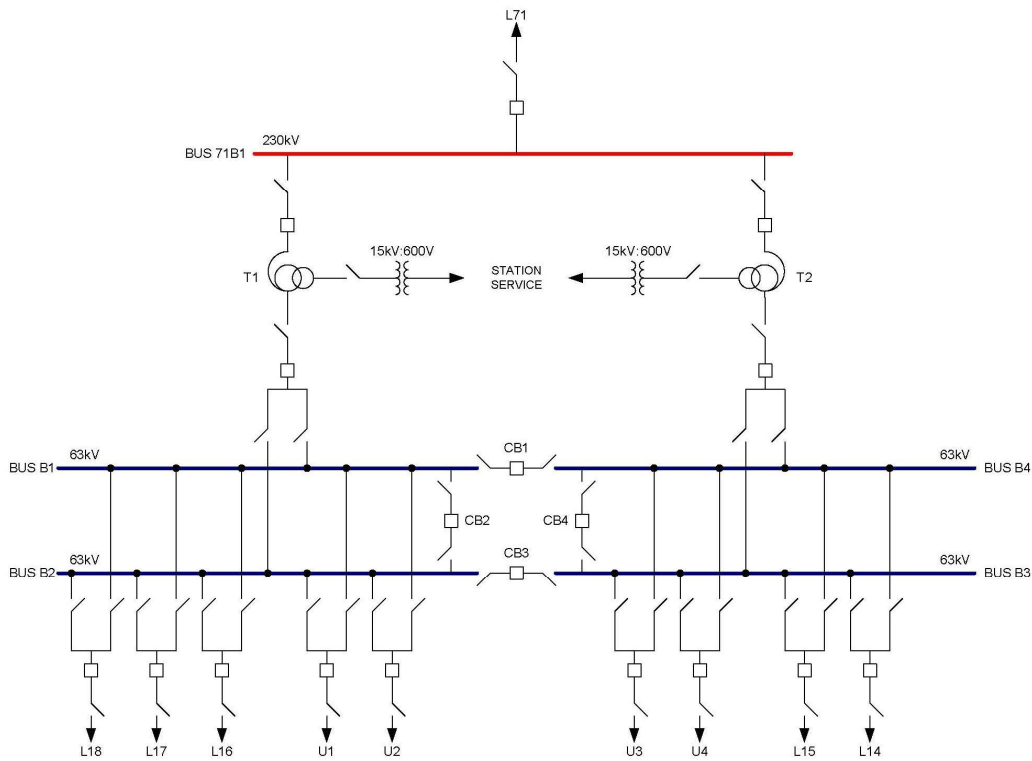 L71
230kV
BUS 71B1
15kV:600V
15kV:600V
T1
STATION
SERVICE
T2
CB1
63kV
63kV
BUS B1
BUS B4
CB2
CB4
CB3
63kV
63kV
BUS B2
BUS B3
L18
L17
L16
U1
U2
U3
U4
L15
L14